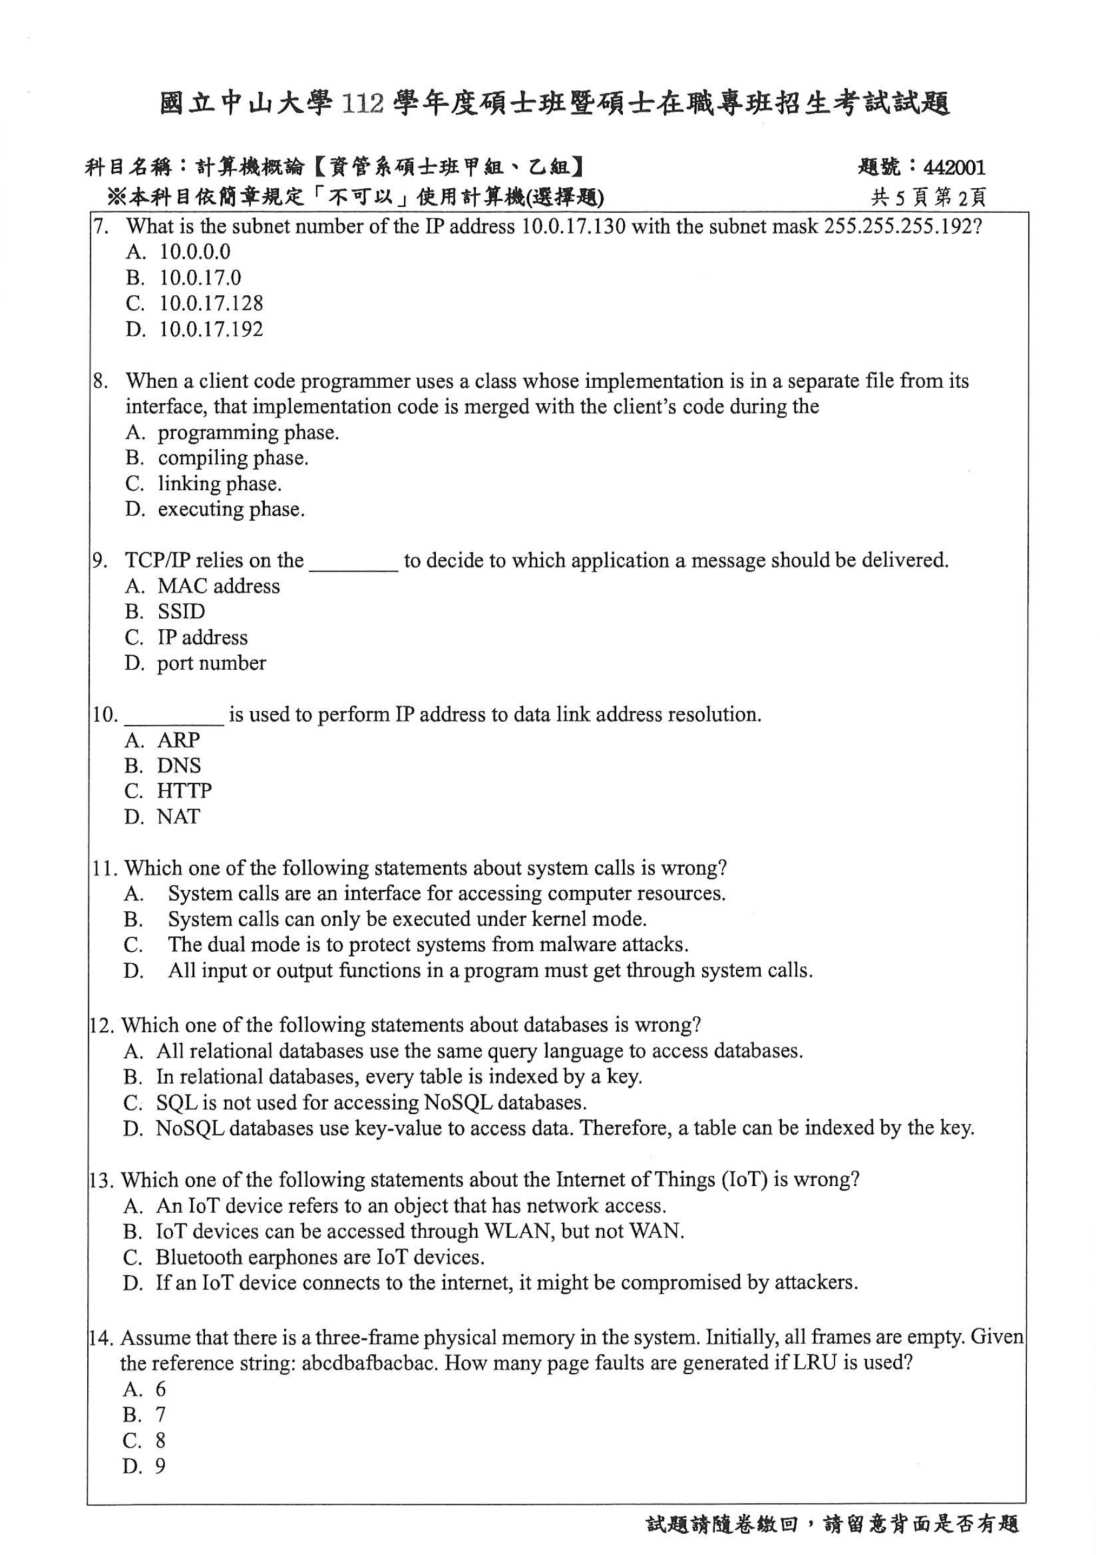 國立中山大學 112 學年度碩士班暨碩士在職專班招生考試試題
科目名稱：計算機概論【資管系碩士班甲組、乙組】
題號：442001
※本科目依簡章規定「不可以」使用計算機(選擇題)
共 5 頁第 2頁
7. What is the subnet number of the IP address 10.0.17.130 with the subnet mask 255.255.255.192?
A. 10.0.0.0
B. 10.0.17.0
C. 10.0.17.128
D. 10.0.17.192
8. When a client code programmer uses a class whose implementation is in a separate file from its
interface, that implementation code is merged with the client's code during the
A. programming phase.
B. compiling phase.
C. linking phase.
D. executing phase.
9. TCP/IP relies on the ________ to decide to which application a message should be delivered.
A. MAC address
B. SSID
C. IP address
D. port number
10. _________ is used to perform IP address to data link address resolution.
A. ARP
B. DNS
C. HTTP
D. NAT
11. Which one of the following statements about system calls is wrong?
A. System calls are an interface for accessing computer resources.
B. System calls can only be executed under kernel mode.
C. The dual mode is to protect systems from malware attacks.
D. All input or output functions in a program must get through system calls.
12. Which one of the following statements about databases is wrong?
A. All relational databases use the same query language to access databases.
B. In relational databases, every table is indexed by a key.
C. SQL is not used for accessing NoSQL databases.
D. NoSQL databases use key-value to access data. Therefore, a table can be indexed by the key.
13. Which one of the following statements about the Internet of Things (IoT) is wrong?
A. An IoT device refers to an object that has network access.
B. IoT devices can be accessed through WLAN, but not WAN.
C. Bluetooth earphones are IoT devices.
D. If an IoT device connects to the internet, it might be compromised by attackers.
14. Assume that there is a three-frame physical memory in the system. Initially, all frames are empty. Given
the reference string: abcdbafbacbac. How many page faults are generated if LRU is used?
A. 6
B. 7
C. 8
D. 9
試題請隨卷繳回，請留意背面是否有題